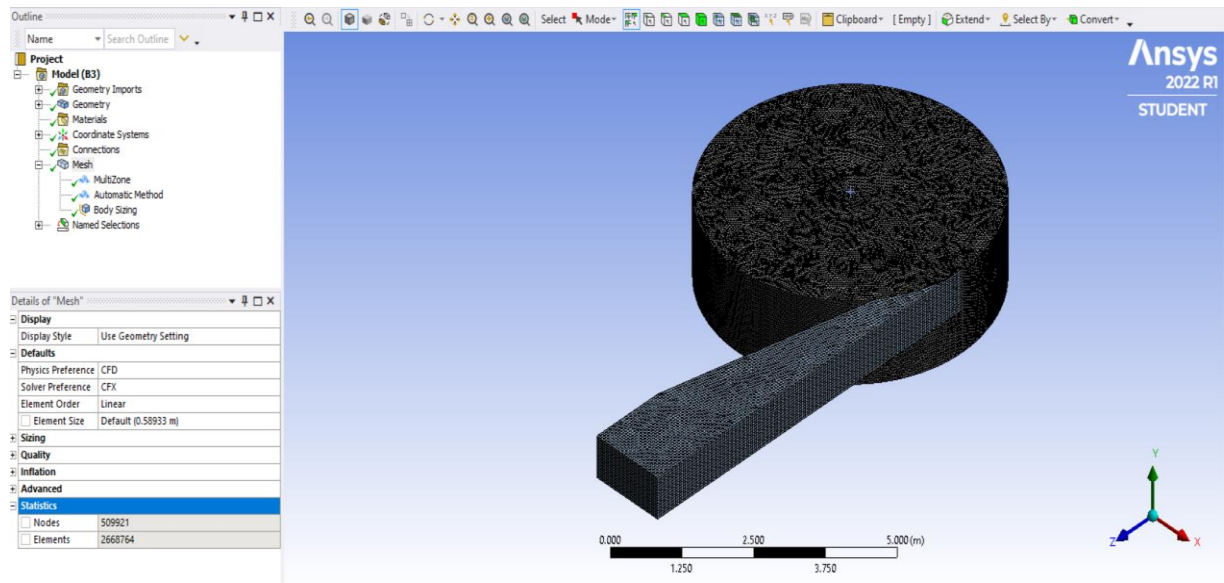 Outline
Select Mode Clipboard [ Empty ] Extend Select By Convert
Name Search Outline
Project
Model (B3)
Geometry Imports
Geometry
Materials
Coordinate Systems
Connections
Mesh
MultiZone
Automatic Method
Body Sizing
Named Selections
Details of "Mesh"
Display
Display Style Use Geometry Setting
Defaults
Physics Preference CFD
Solver Preference CFX
Element Order Linear
Element Size Default (0.58933 m)
Sizing
Quality
Inflation
Advanced
Statistics
Nodes 509921
Elements 2668764
Ansys
2022 R1
STUDENT
0.000 2.500 5.000 (m)
1.250 3.750
Y
Z X